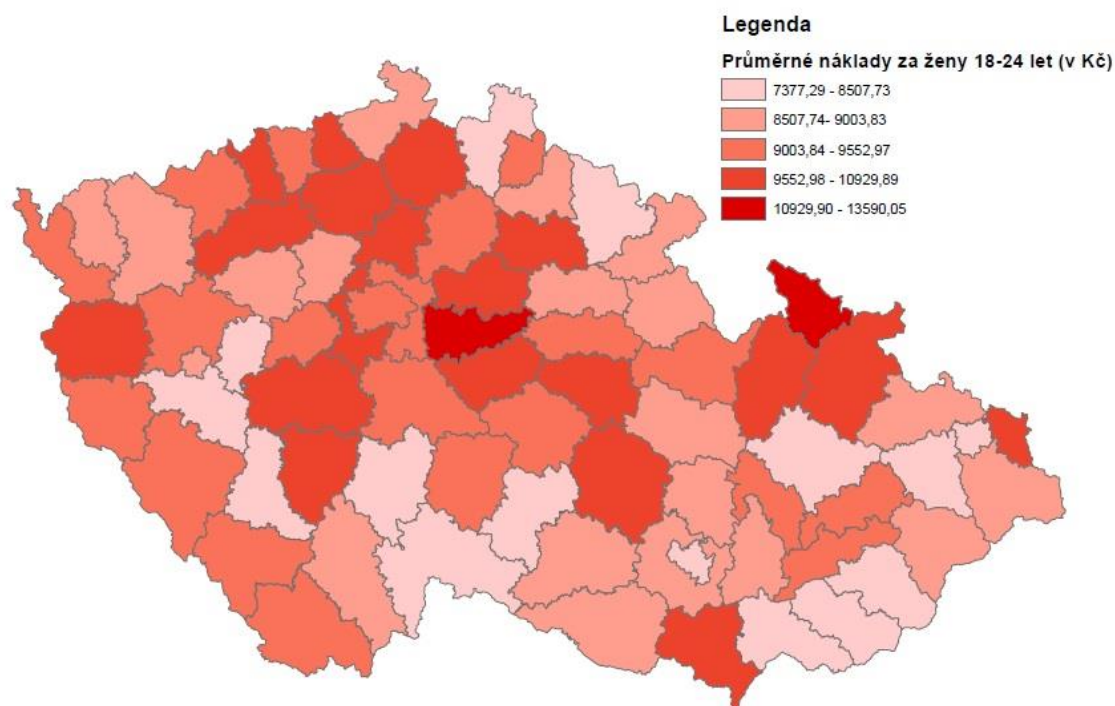 Legenda
Průměrné náklady za ženy 18-24 let (v Kč)
7377,29 - 8507,73
8507,74- 9003,83
9003,84 - 9552,97
9552,98 - 10929,89
10929,90 - 13590,05